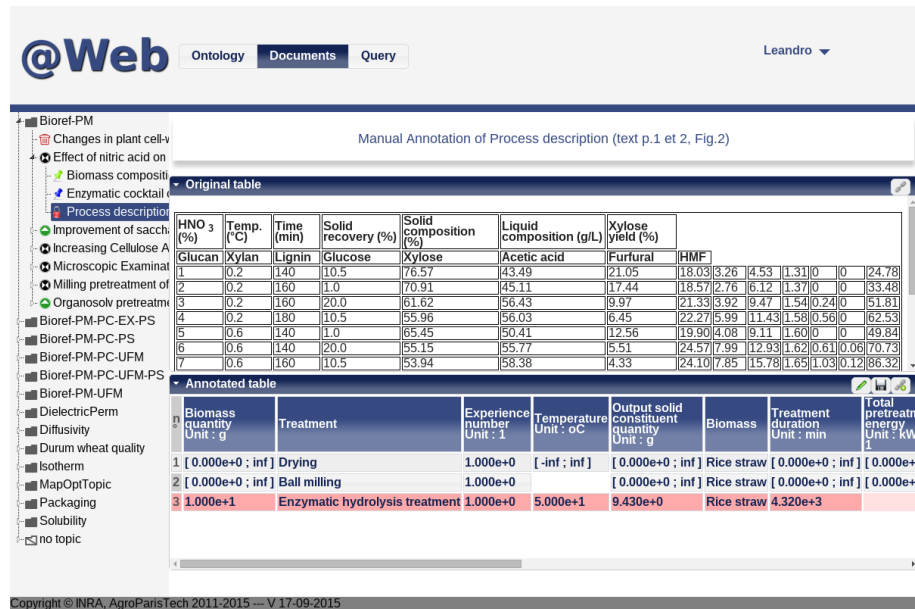 @Web
Ontology Documents Query
Leandro
Bioref-PM
Changes in plant cell-w
Effect of nitric acid on
Biomass compositi
Enzymatic cocktail
Process description
Improvement of saccha
Increasing Cellulose A
Microscopic Examinat
Milling pretreatment of
Organosolv pretreatme
Bioref-PM-PC-EX-PS
Bioref-PM-PC-PS
Bioref-PM-PC-UFM
Bioref-PM-PC-UFM-PS
Bioref-PM-UFM
DielectricPerm
Diffusivity
Durum wheat quality
Isotherm
MapOptTopic
Packaging
Solubility
no topic
Manual Annotation of Process description (text p.1 et 2, Fig.2)
Original table
HNO 3 (%) Temp. (°C) Time (min) Solid recovery (%) Solid composition (%) Liquid composition (g/L) Xylose yield (%)
Glucan Xylan Lignin Glucose Xylose Acetic acid Furfural HMF
1 0.2 140 10.5 76.57 43.49 21.05 18.03 3.26 4.53 1.31 0 0 24.78
2 0.2 160 1.0 70.91 45.11 17.44 18.57 2.76 6.12 1.37 0 0 33.48
3 0.2 160 20.0 61.62 56.43 9.97 21.33 3.92 9.47 1.54 0.24 0 51.81
4 0.2 180 10.5 55.96 56.03 6.45 22.27 5.99 11.43 1.58 0.56 0 62.53
5 0.6 140 1.0 65.45 50.41 12.56 19.90 4.08 9.11 1.60 0 0 49.84
6 0.6 140 20.0 55.15 55.77 5.51 24.57 7.99 12.93 1.62 0.61 0.06 70.73
7 0.6 160 10.5 53.94 58.38 4.33 24.10 7.85 15.78 1.65 1.03 0.12 86.32
Annotated table
n° Biomass quantity Unit : g Treatment Experience number Unit : 1 Temperature Unit : oC Output solid constituent quantity Unit : g Biomass Treatment duration Unit : min Total pretreatm energy Unit : kW 1
1 [ 0.000e+0 ; inf ] Drying 1.000e+0 [ -inf ; inf ] [ 0.000e+0 ; inf ] Rice straw [ 0.000e+0 ; inf ] [ 0.000e+
2 [ 0.000e+0 ; inf ] Ball milling 1.000e+0 [ 0.000e+0 ; inf ] Rice straw [ 0.000e+0 ; inf ] [ 0.000e+
3 1.000e+1 Enzymatic hydrolysis treatment 1.000e+0 5.000e+1 9.430e+0 Rice straw 4.320e+3
Copyright © INRA, AgroParisTech 2011-2015 --- V 17-09-2015